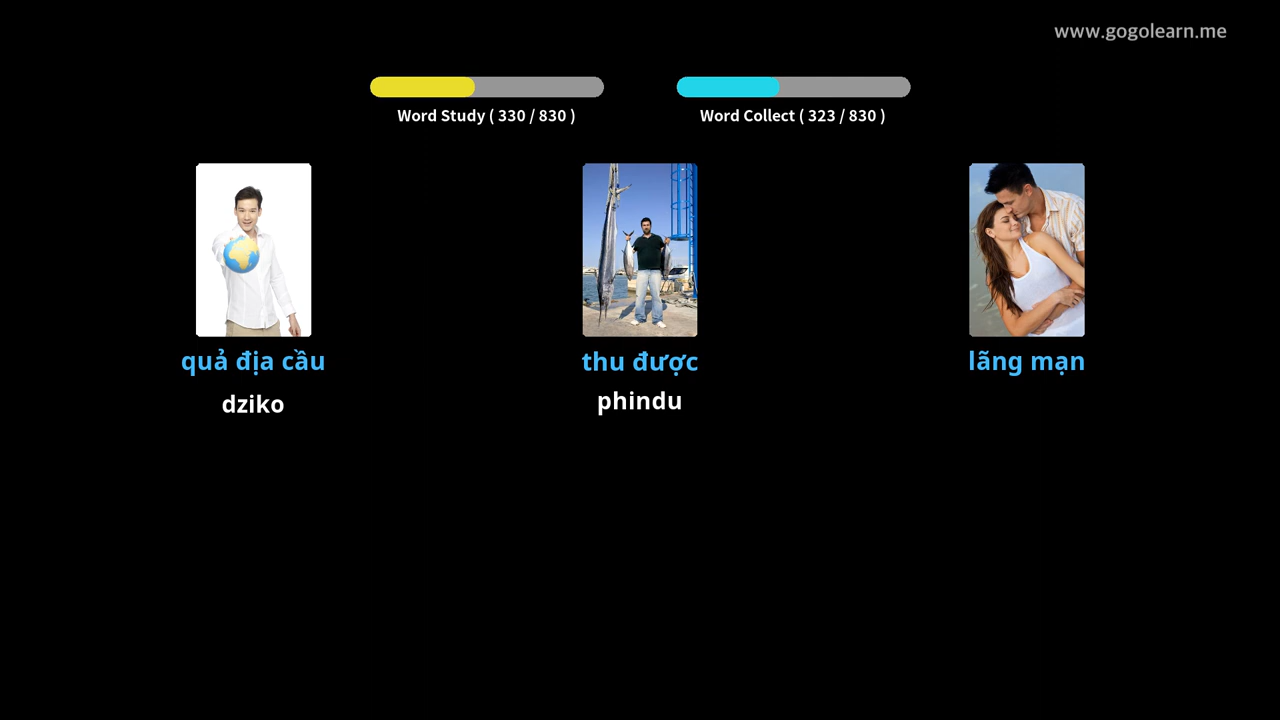 www.gogolearn.me
Word Study ( 330 / 830 )
Word Collect ( 323 / 830 )
quả địa cầu
thu được
lãng mạn
dziko
phindu